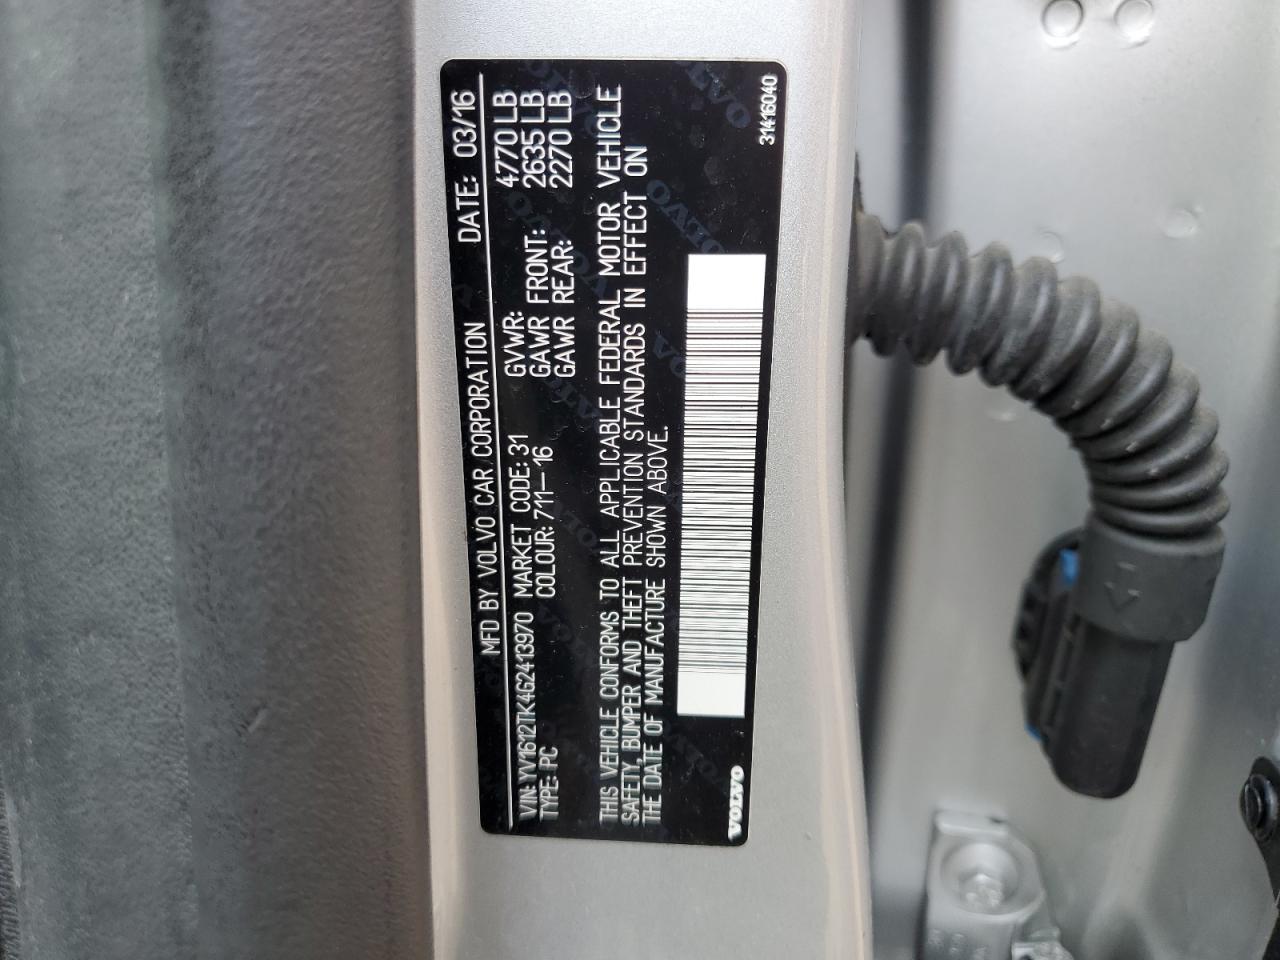 MFD BY VOLVO CAR CORPORATION DATE: 03/16
VIN: YV1612TK4G2413970 MARKET CODE: 31 GVWR: 4770 LB
TYPE: PC COLOUR: 711-16 GAWR FRONT: 2635 LB
GAWR REAR: 2270 LB
THIS VEHICLE CONFORMS TO ALL APPLICABLE FEDERAL MOTOR VEHICLE
SAFETY, BUMPER AND THEFT PREVENTION STANDARDS IN EFFECT ON
THE DATE OF MANUFACTURE SHOWN ABOVE.
VOLVO
31416040